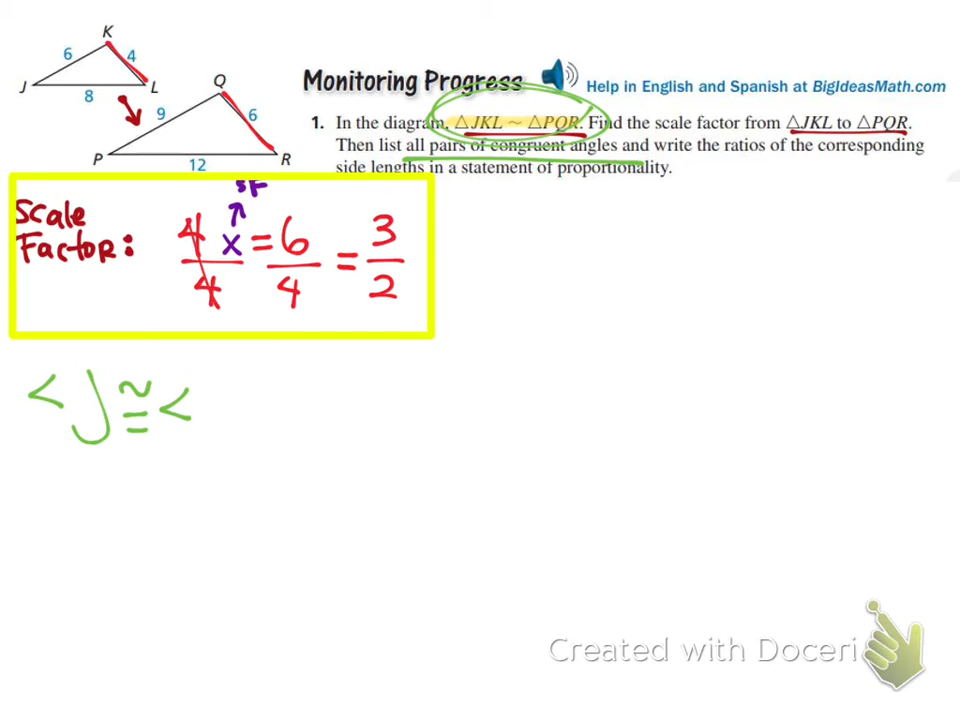 K
6 4
J L
8
Q
9 6
P R
12
Monitoring Progress
Help in English and Spanish at BigIdeasMath.com
1. In the diagram, △JKL ~ △PQR. Find the scale factor from △JKL to △PQR.
Then list all pairs of congruent angles and write the ratios of the corresponding
side lengths in a statement of proportionality.
SF
Scale
Factor:
4 x = 6 = 3
4 4 2
< J ≅ <
Created with Doceri